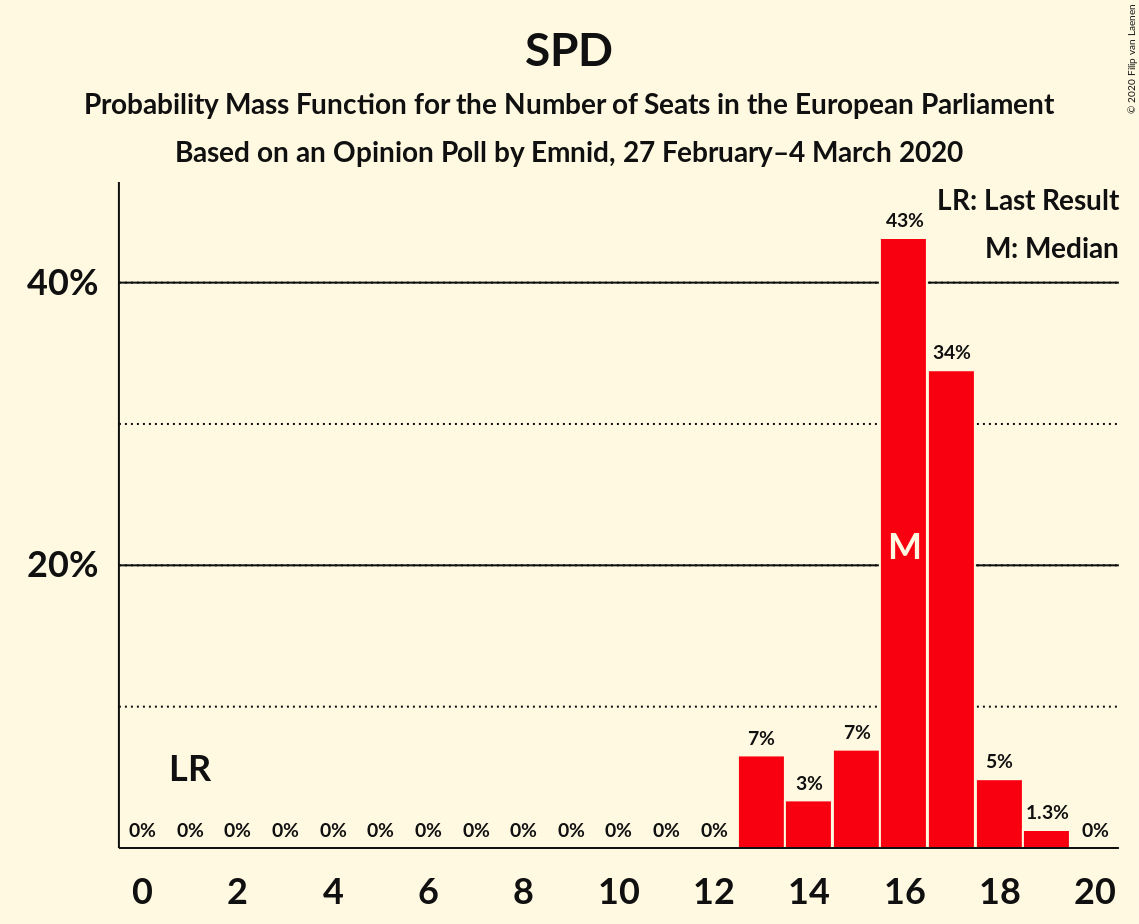 SPD
Probability Mass Function for the Number of Seats in the European Parliament
Based on an Opinion Poll by Emnid, 27 February–4 March 2020
© 2020 Filip van Laenen
LR: Last Result
M: Median
43%
40%
34%
M
20%
7%
7%
LR
5%
3%
1.3%
0% 0% 0% 0% 0% 0% 0% 0% 0% 0% 0% 0% 0% 0%
0 2 4 6 8 10 12 14 16 18 20